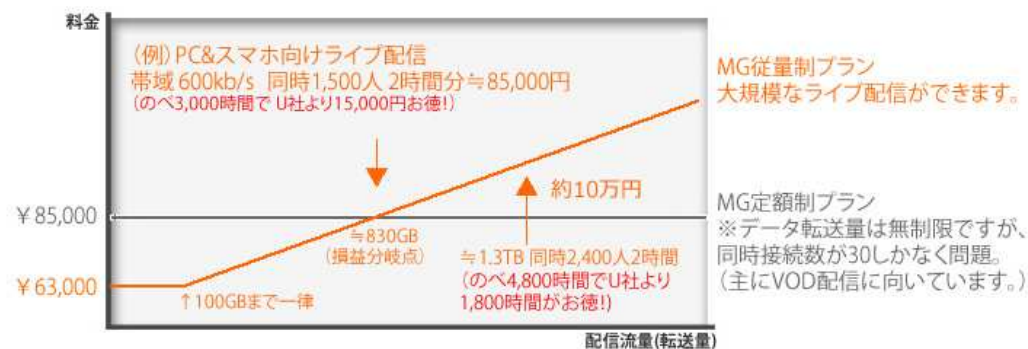 料金
(例)PC&スマホ向けライブ配信
帯域 600kb/s 同時1,500人 2時間分≒85,000円
(のべ3,000時間で U社より15,000円お徳!)
MG従量制プラン
大規模なライブ配信ができます。
約10万円
¥85,000
≒830GB
(損益分岐点)
≒1.3TB 同時2,400人2時間
(のべ4,800時間でU社より
1,800時間がお徳!)
MG定額制プラン
※データ転送量は無制限ですが、
同時接続数が30しかなく問題。
(主にVOD配信に向いています。)
¥63,000
↑100GBまで一律
配信流量(転送量)